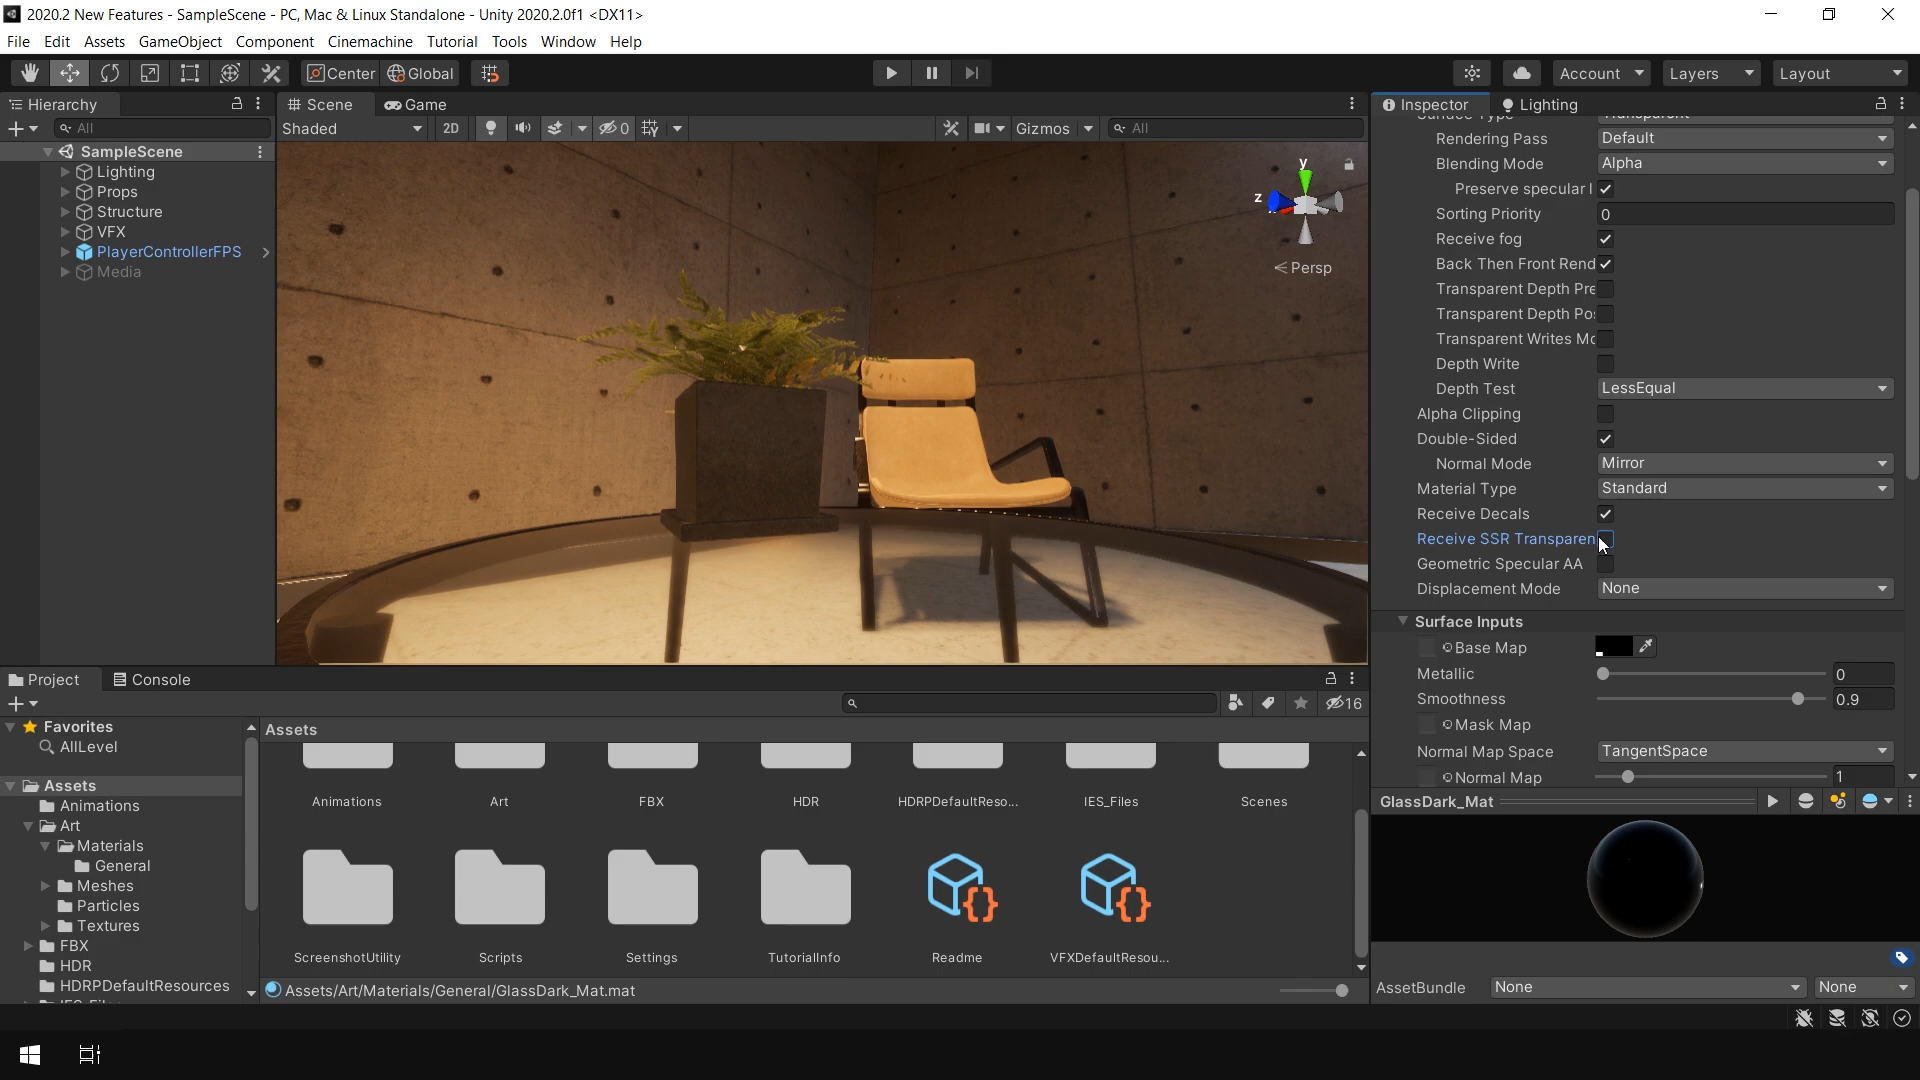 2020.2 New Features - SampleScene - PC, Mac & Linux Standalone - Unity 2020.2.0f1 <DX11>
File Edit Assets GameObject Component Cinemachine Tutorial Tools Window Help
Center Global Account Layers Layout
Hierarchy
All
SampleScene
Lighting
Props
Structure
VFX
PlayerControllerFPS
Media
Scene Game
Shaded 2D 0 Gizmos All
y
z
Persp
Inspector Lighting
Surface Type Transparent
Rendering Pass Default
Blending Mode Alpha
Preserve specular l
Sorting Priority 0
Receive fog
Back Then Front Rend
Transparent Depth Pre
Transparent Depth Po
Transparent Writes Mo
Depth Write
Depth Test LessEqual
Alpha Clipping
Double-Sided
Normal Mode Mirror
Material Type Standard
Receive Decals
Receive SSR Transparen
Geometric Specular AA
Displacement Mode None
Surface Inputs
Base Map
Metallic 0
Smoothness 0.9
Mask Map
Normal Map Space TangentSpace
Normal Map 1
GlassDark_Mat
AssetBundle None None
Project Console
16
Favorites
AllLevel
Assets
Animations
Art
Materials
General
Meshes
Particles
Textures
FBX
HDR
HDRPDefaultResources
Assets
Animations Art FBX HDR HDRPDefaultReso... IES_Files Scenes
ScreenshotUtility Scripts Settings TutorialInfo Readme VFXDefaultResou...
Assets/Art/Materials/General/GlassDark_Mat.mat